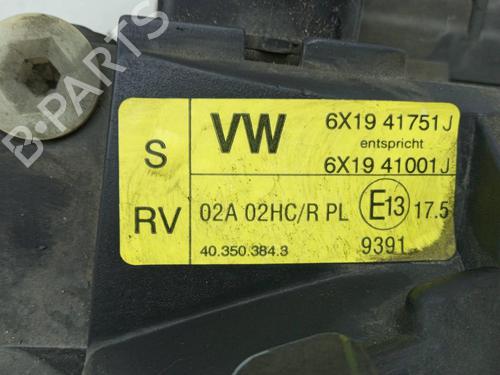 B-PARTS
S
VW
6X19 41751J
entspricht
6X19 41001J
RV
02A 02HC/R PL
E13
17.5
40.350.384.3
9391